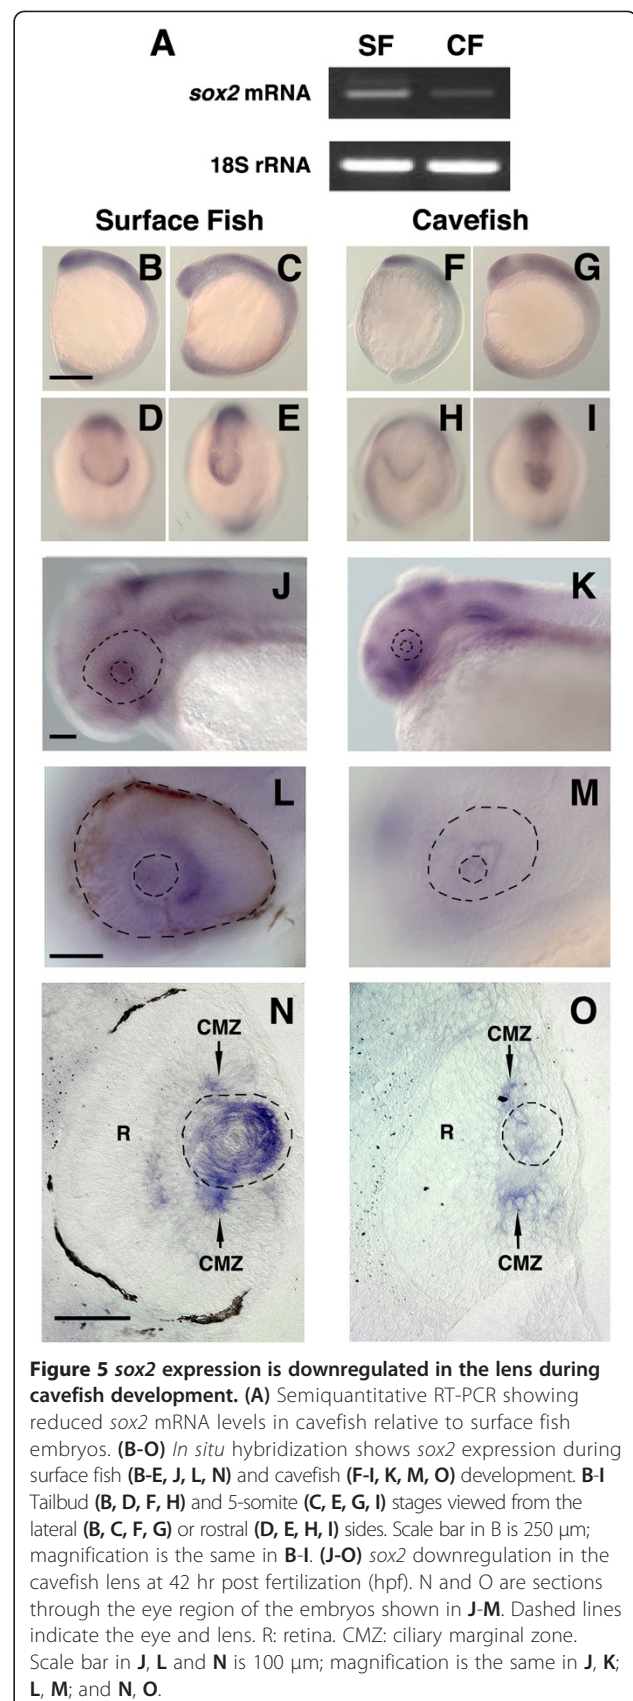 A
SF CF
sox2 mRNA
18S rRNA
Surface Fish Cavefish
B C F G
D E H I
J K
L M
N O
CMZ CMZ
R R
CMZ CMZ
Figure 5 sox2 expression is downregulated in the lens during
cavefish development. (A) Semiquantitative RT-PCR showing
reduced sox2 mRNA levels in cavefish relative to surface fish
embryos. (B-O) In situ hybridization shows sox2 expression during
surface fish (B-E, J, L, N) and cavefish (F-I, K, M, O) development. B-I
Tailbud (B, D, F, H) and 5-somite (C, E, G, I) stages viewed from the
lateral (B, C, F, G) or rostral (D, E, H, I) sides. Scale bar in B is 250 μm;
magnification is the same in B-I. (J-O) sox2 downregulation in the
cavefish lens at 42 hr post fertilization (hpf). N and O are sections
through the eye region of the embryos shown in J-M. Dashed lines
indicate the eye and lens. R: retina. CMZ: ciliary marginal zone.
Scale bar in J, L and N is 100 μm; magnification is the same in J, K;
L, M; and N, O.